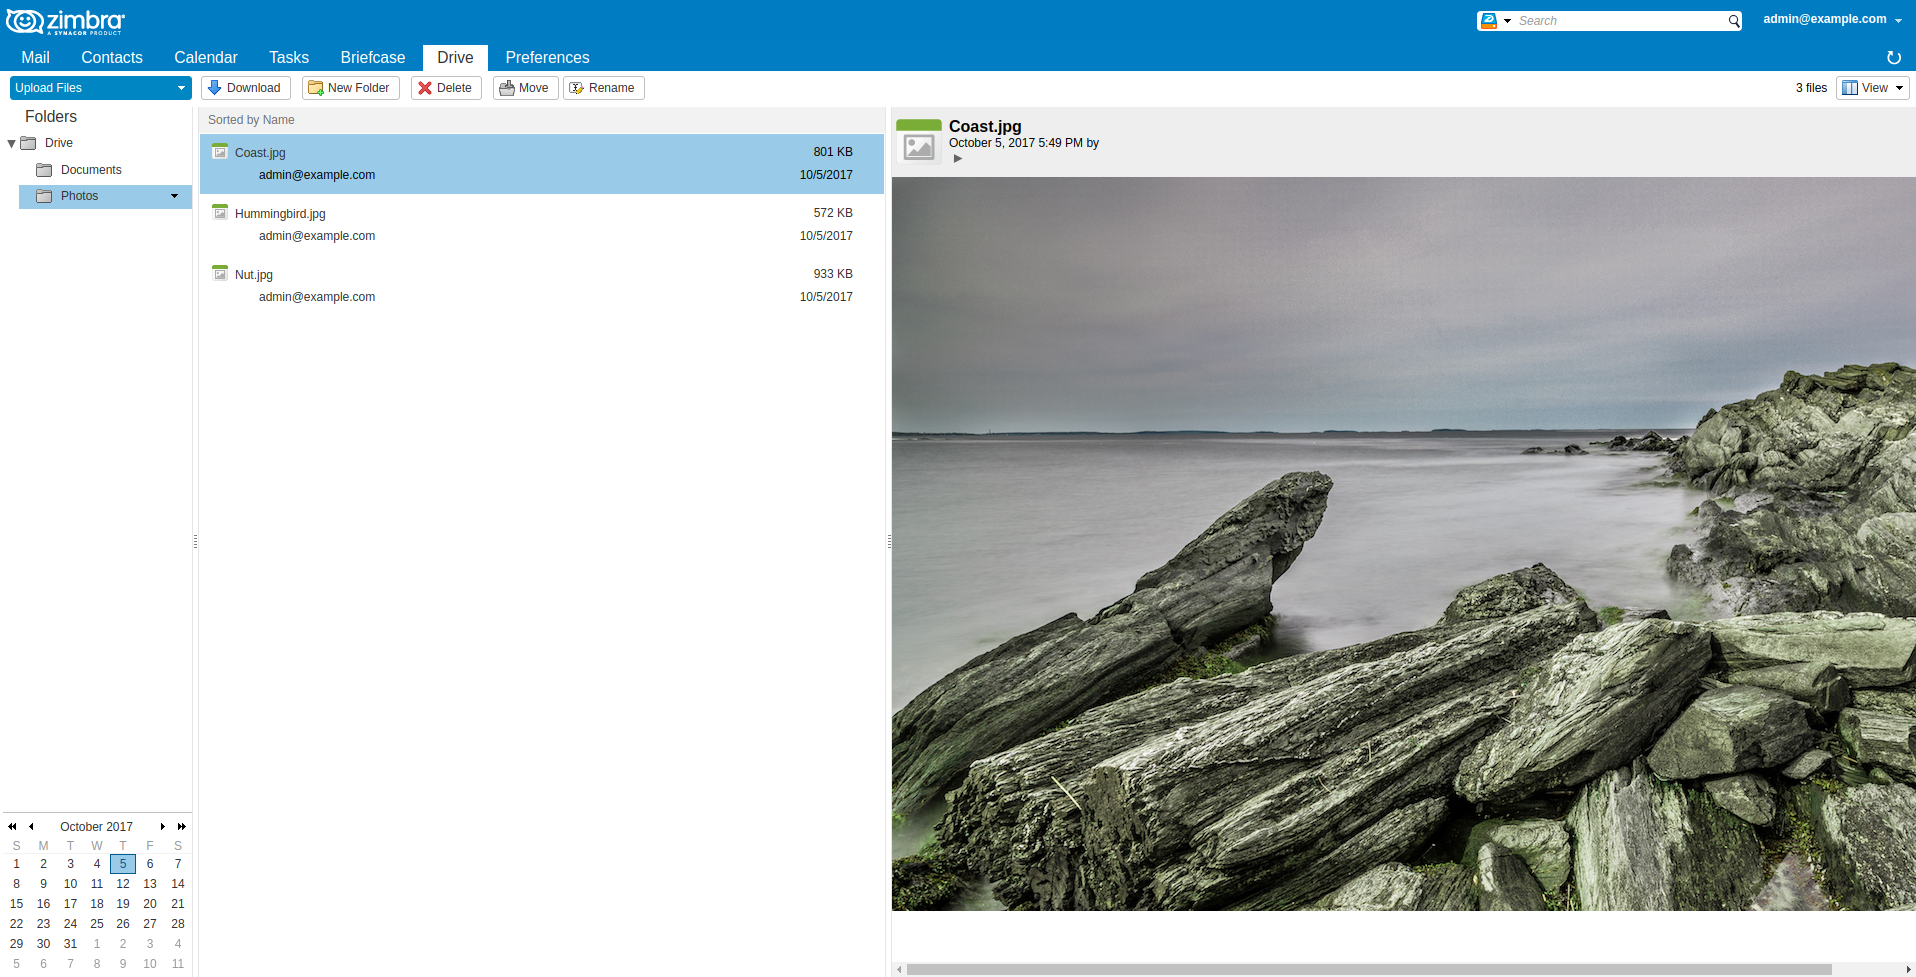 zimbra
A SYNACOR PRODUCT
Search
admin@example.com
Mail
Contacts
Calendar
Tasks
Briefcase
Drive
Preferences
Upload Files
Download
New Folder
Delete
Move
Rename
3 files
View
Folders
Drive
Documents
Photos
Sorted by Name
Coast.jpg 801 KB
admin@example.com 10/5/2017
Hummingbird.jpg 572 KB
admin@example.com 10/5/2017
Nut.jpg 933 KB
admin@example.com 10/5/2017
Coast.jpg
October 5, 2017 5:49 PM by
October 2017
S M T W T F S
1 2 3 4 5 6 7
8 9 10 11 12 13 14
15 16 17 18 19 20 21
22 23 24 25 26 27 28
29 30 31 1 2 3 4
5 6 7 8 9 10 11